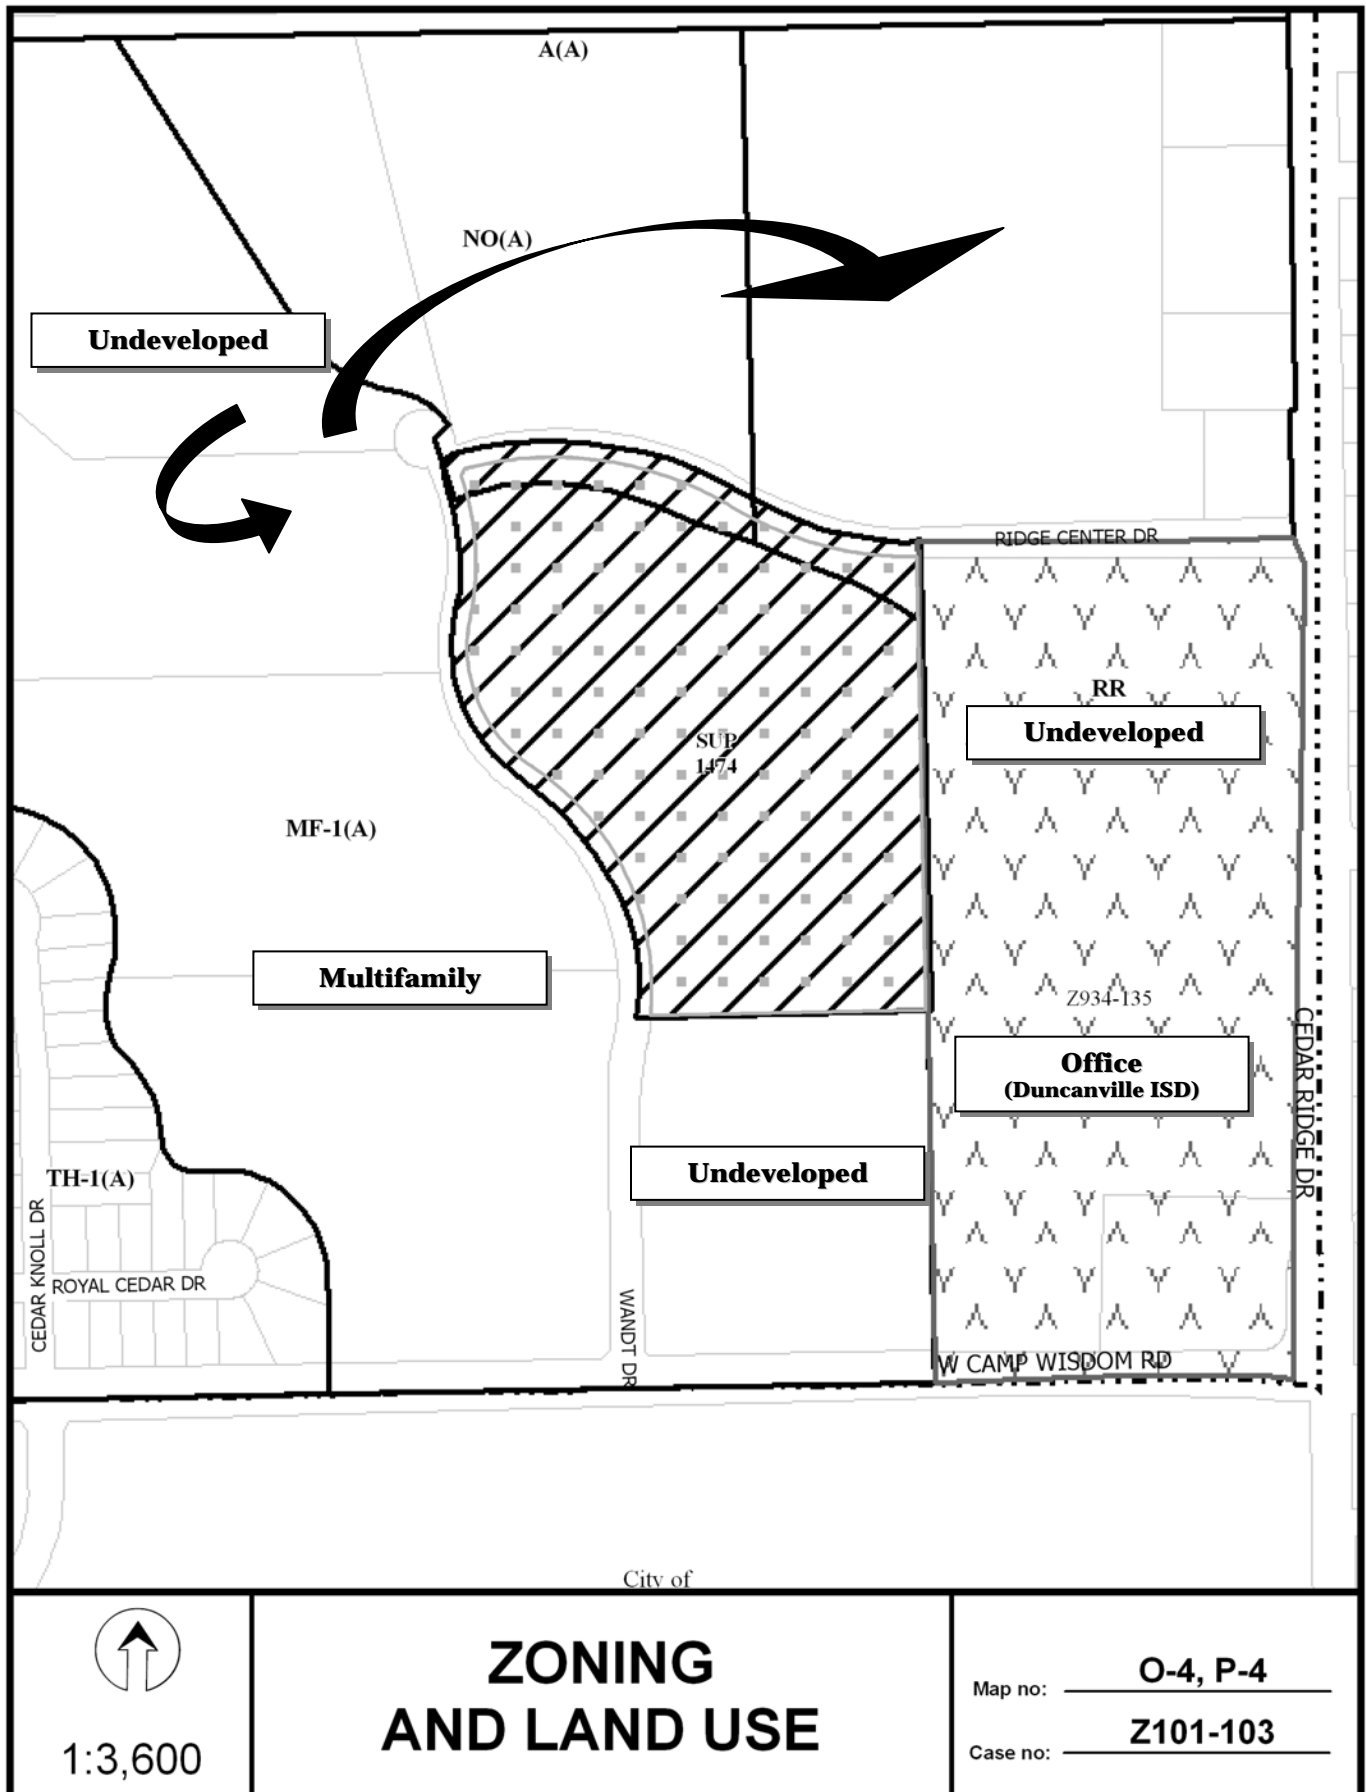 A(A)
NO(A)
Undeveloped
RIDGE CENTER DR
RR
Undeveloped
SUP
1474
MF-1(A)
Multifamily
Z934-135
Office
(Duncanville ISD)
CEDAR RIDGE DR
Undeveloped
TH-1(A)
CEDAR KNOLL DR
ROYAL CEDAR DR
WANDT DR
W CAMP WISDOM RD
City of
1:3,600
ZONING
AND LAND USE
Map no: O-4, P-4
Case no: Z101-103